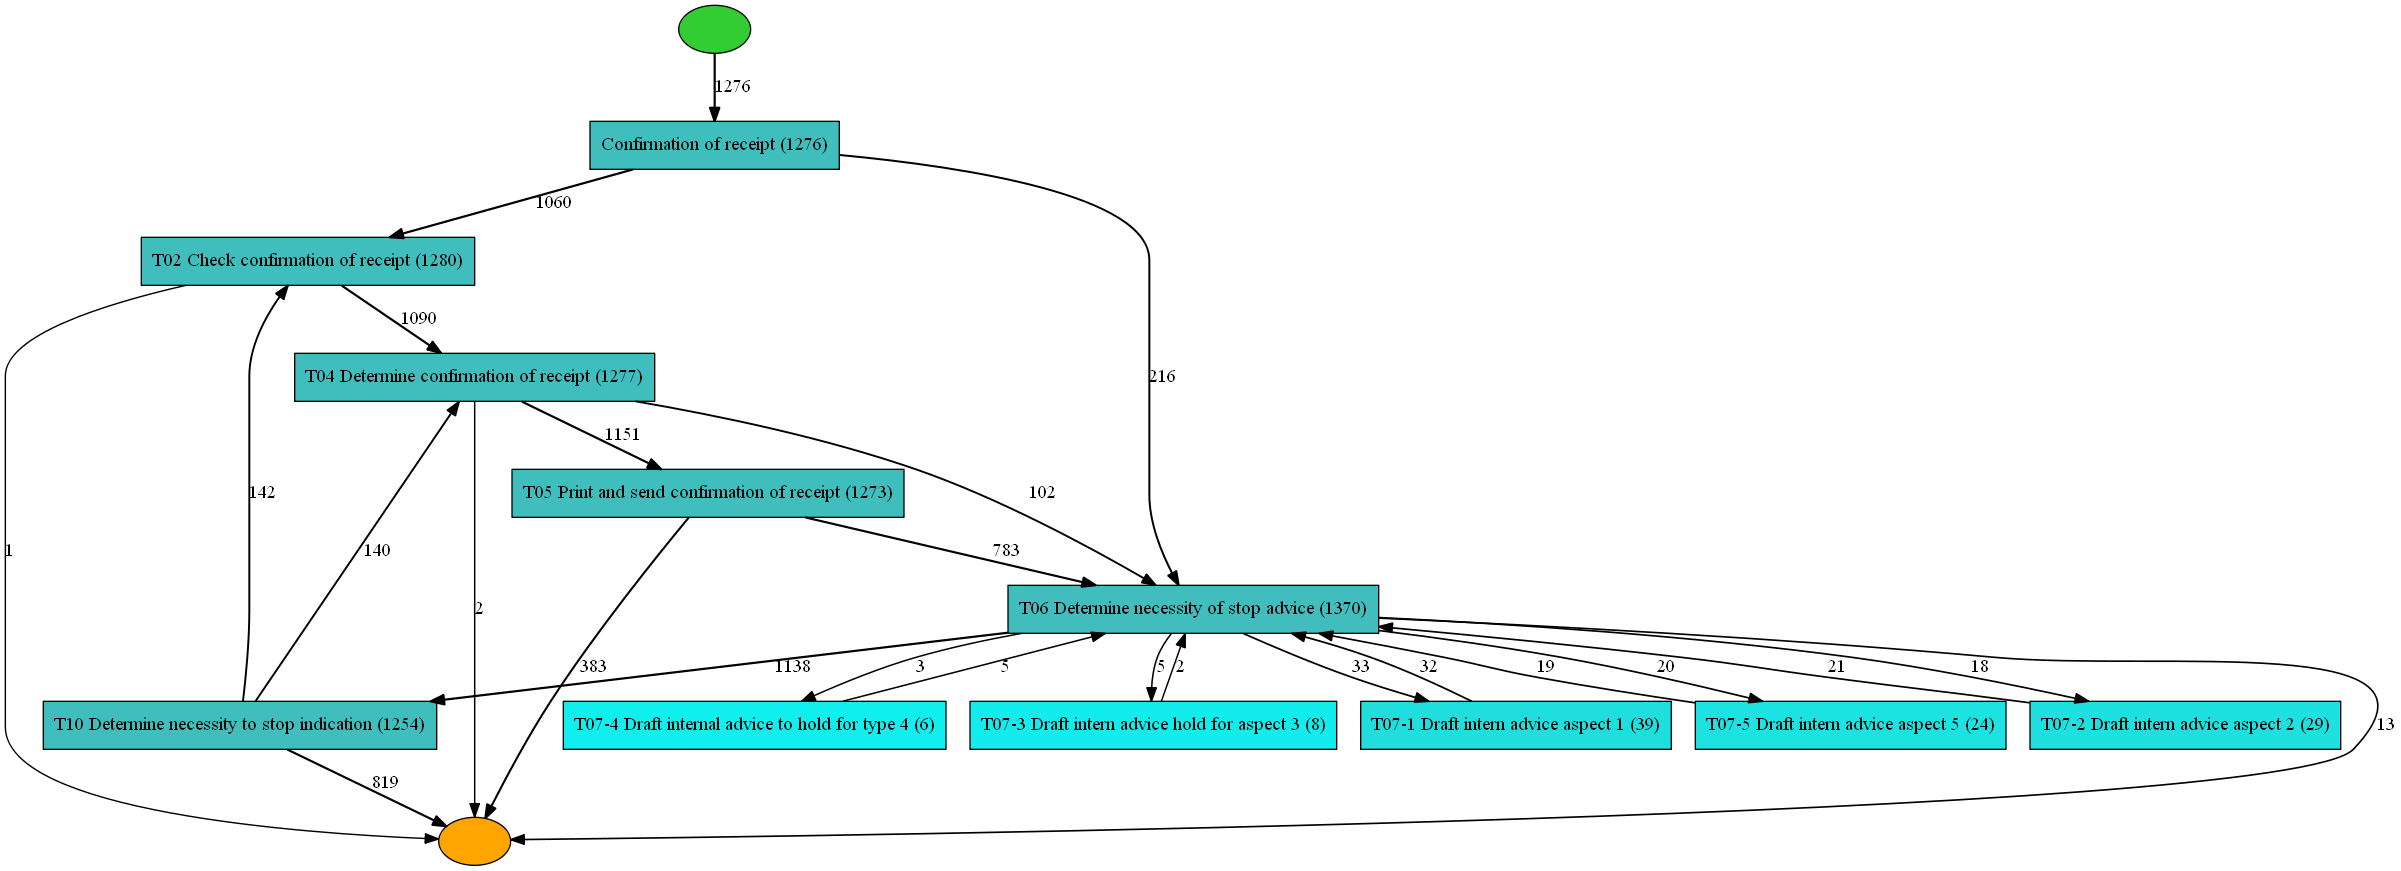 1276
Confirmation of receipt (1276)
1060
T02 Check confirmation of receipt (1280)
1090
T04 Determine confirmation of receipt (1277)
216
1151
142
T05 Print and send confirmation of receipt (1273)
102
1
140
783
2
T06 Determine necessity of stop advice (1370)
383
1138
3
5
5
2
33
32
19
20
21
18
T10 Determine necessity to stop indication (1254)
T07-4 Draft internal advice to hold for type 4 (6)
T07-3 Draft intern advice hold for aspect 3 (8)
T07-1 Draft intern advice aspect 1 (39)
T07-5 Draft intern advice aspect 5 (24)
T07-2 Draft intern advice aspect 2 (29)
13
819